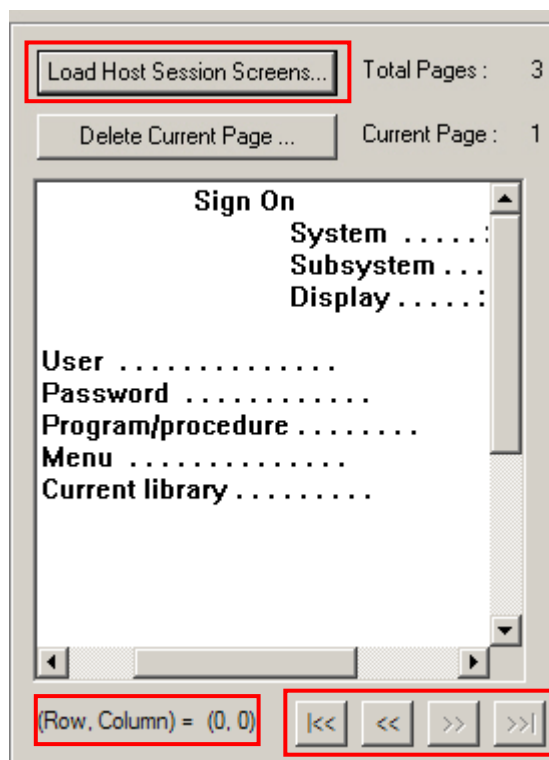 Load Host Session Screens... Total Pages : 3
Delete Current Page ... Current Page : 1
Sign On
System . . . . . :
Subsystem . . .
Display . . . . . :
User . . . . . . . . . . . . . .
Password . . . . . . . . . . . .
Program/procedure . . . . . . . .
Menu . . . . . . . . . . . . . .
Current library . . . . . . . . .
(Row, Column) = (0, 0) |<< << >> >>|